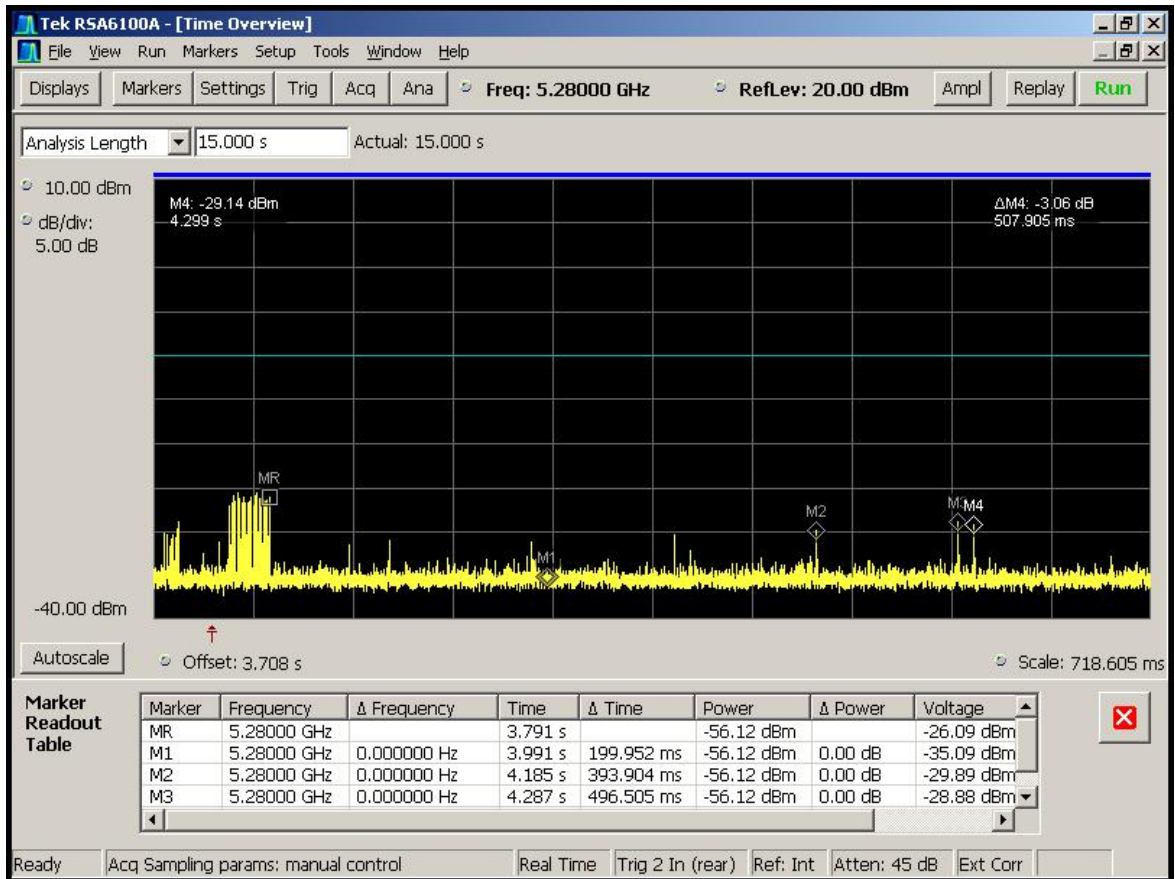 Tek RSA6100A - [Time Overview]
File View Run Markers Setup Tools Window Help
Displays Markers Settings Trig Acq Ana Freq: 5.28000 GHz RefLev: 20.00 dBm Ampl Replay Run
Analysis Length 15.000 s Actual: 15.000 s
10.00 dBm
dB/div:
5.00 dB
M4: -29.14 dBm
4.299 s
ΔM4: -3.06 dB
507.905 ms
MR
M1
M2
M3
M4
-40.00 dBm
Autoscale Offset: 3.708 s Scale: 718.605 ms
Marker
Readout
Table
Marker Frequency Δ Frequency Time Δ Time Power Δ Power Voltage
MR 5.28000 GHz 3.791 s -56.12 dBm -26.09 dBm
M1 5.28000 GHz 0.000000 Hz 3.991 s 199.952 ms -56.12 dBm 0.00 dB -35.09 dBm
M2 5.28000 GHz 0.000000 Hz 4.185 s 393.904 ms -56.12 dBm 0.00 dB -29.89 dBm
M3 5.28000 GHz 0.000000 Hz 4.287 s 496.505 ms -56.12 dBm 0.00 dB -28.88 dBm
Ready Acq Sampling params: manual control Real Time Trig 2 In (rear) Ref: Int Atten: 45 dB Ext Corr